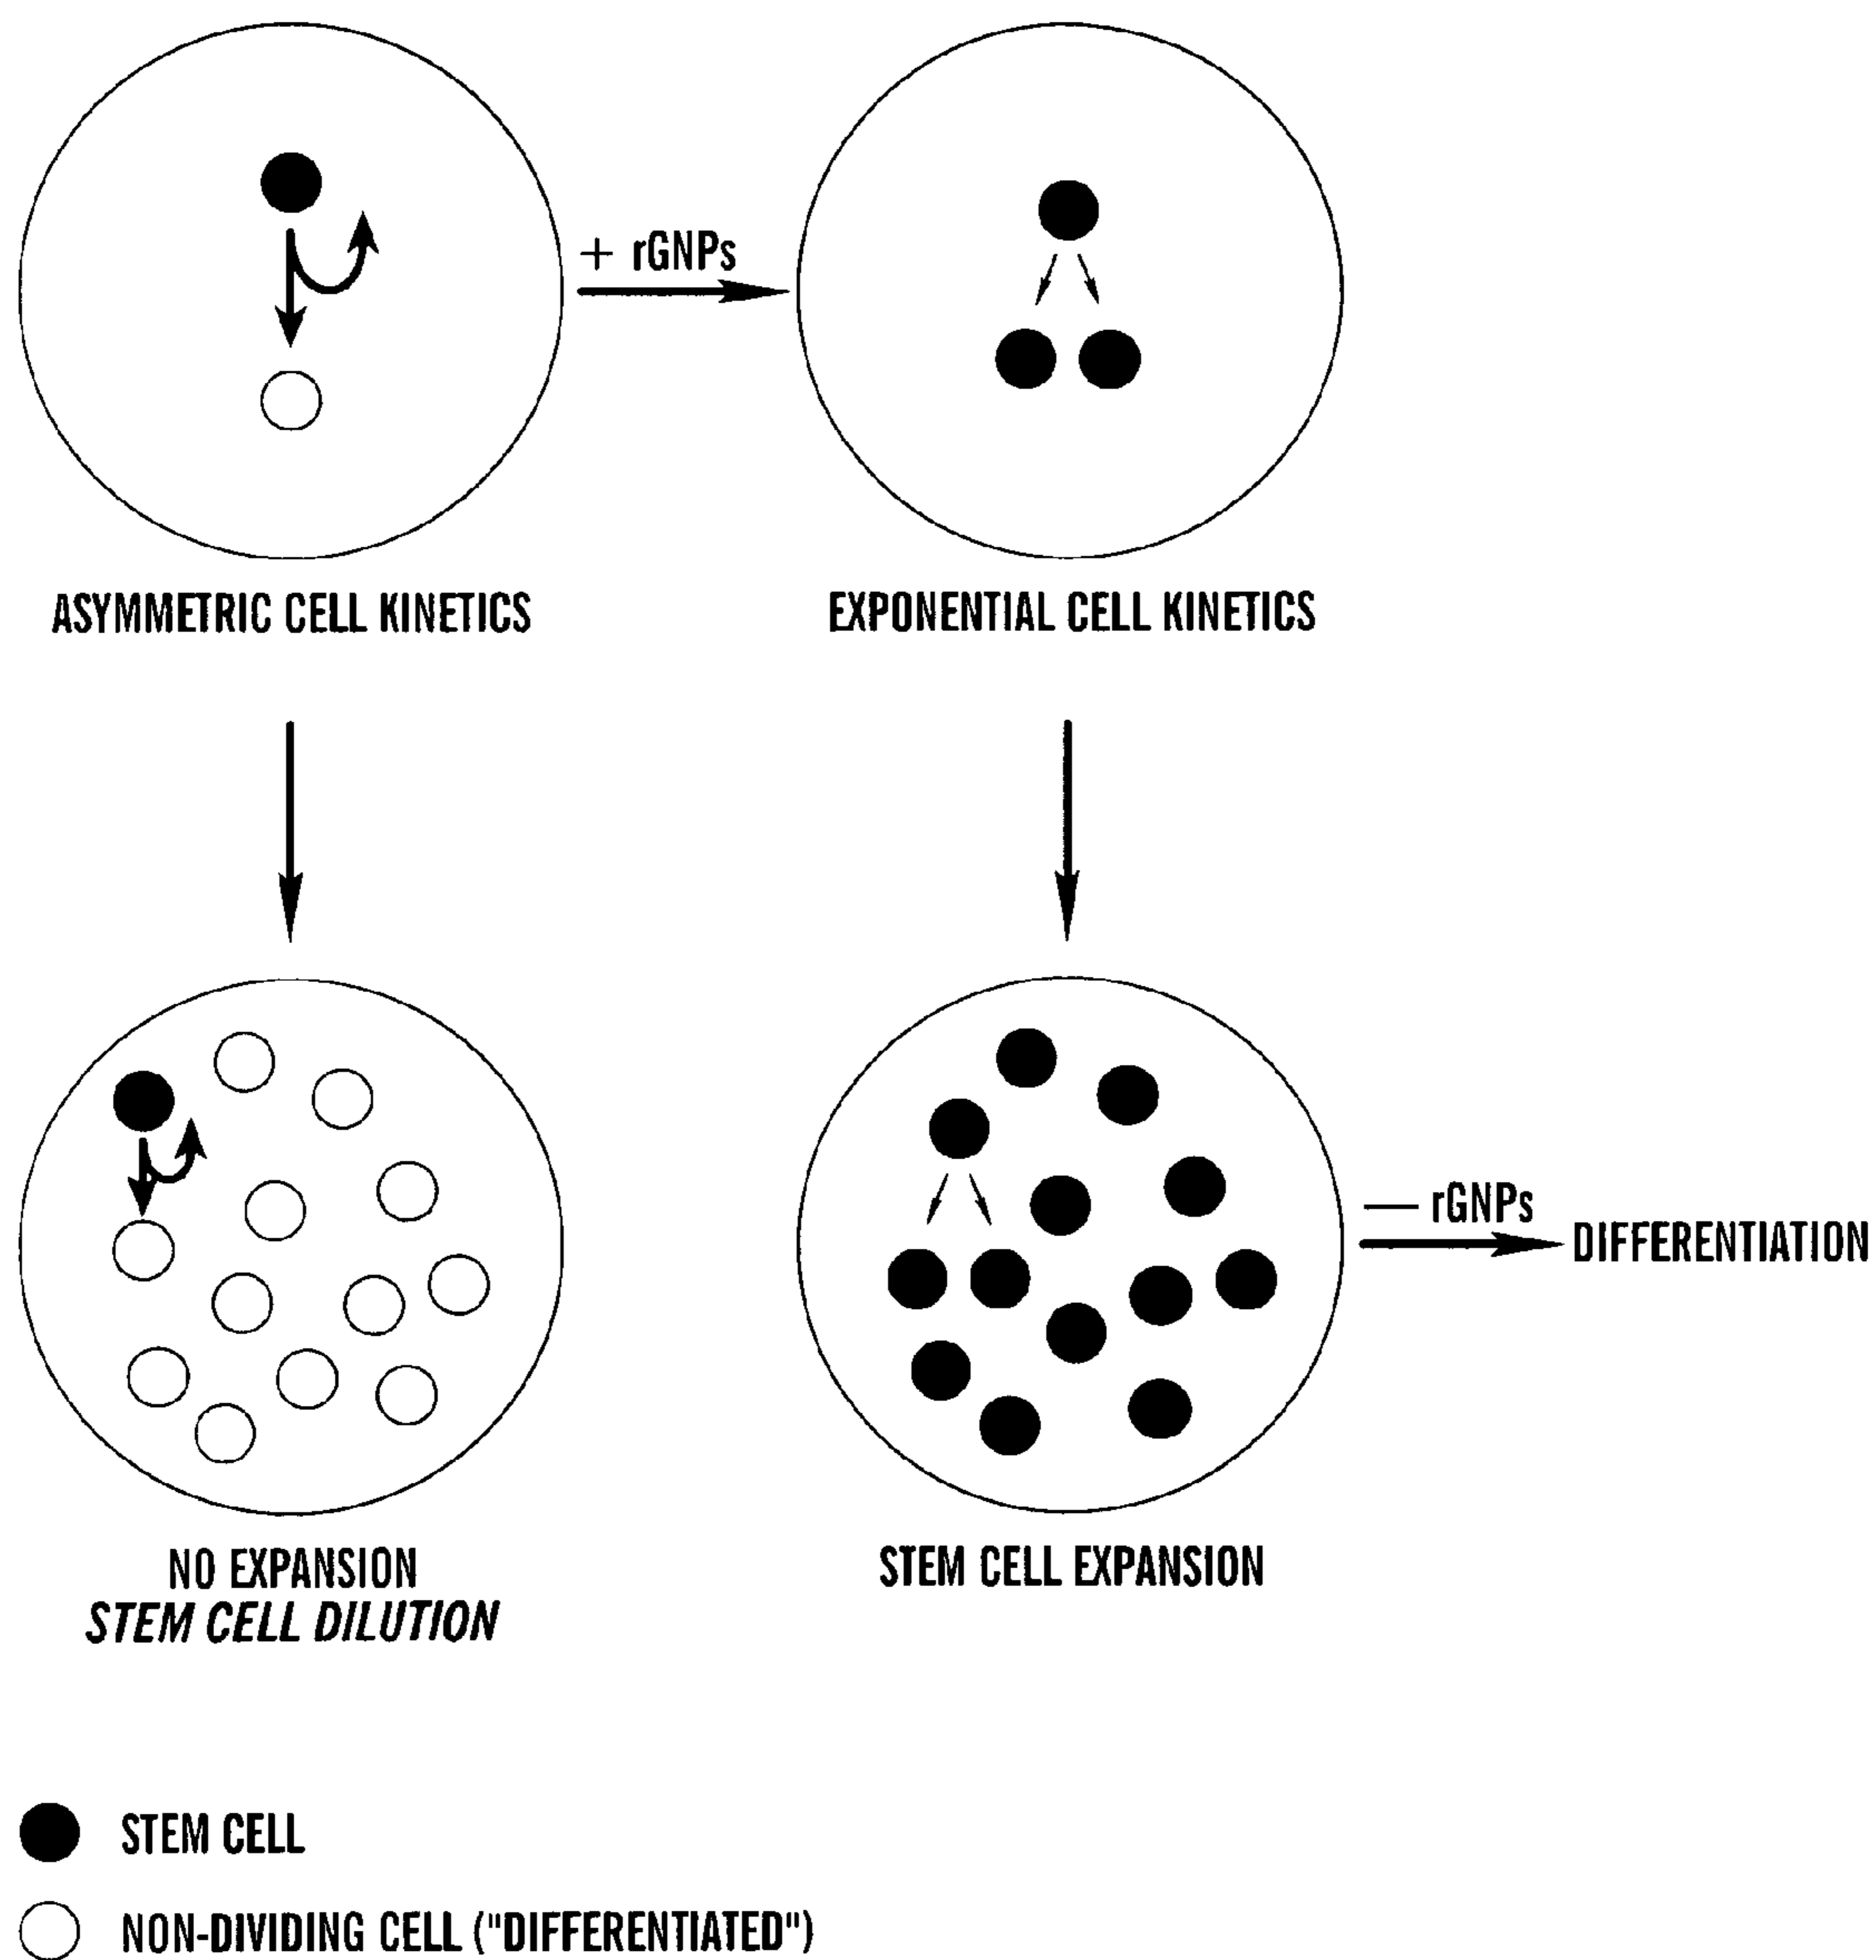 + rGNPs
ASYMMETRIC CELL KINETICS
EXPONENTIAL CELL KINETICS
— rGNPs
DIFFERENTIATION
NO EXPANSION
STEM CELL DILUTION
STEM CELL EXPANSION
STEM CELL
NON-DIVIDING CELL ("DIFFERENTIATED")